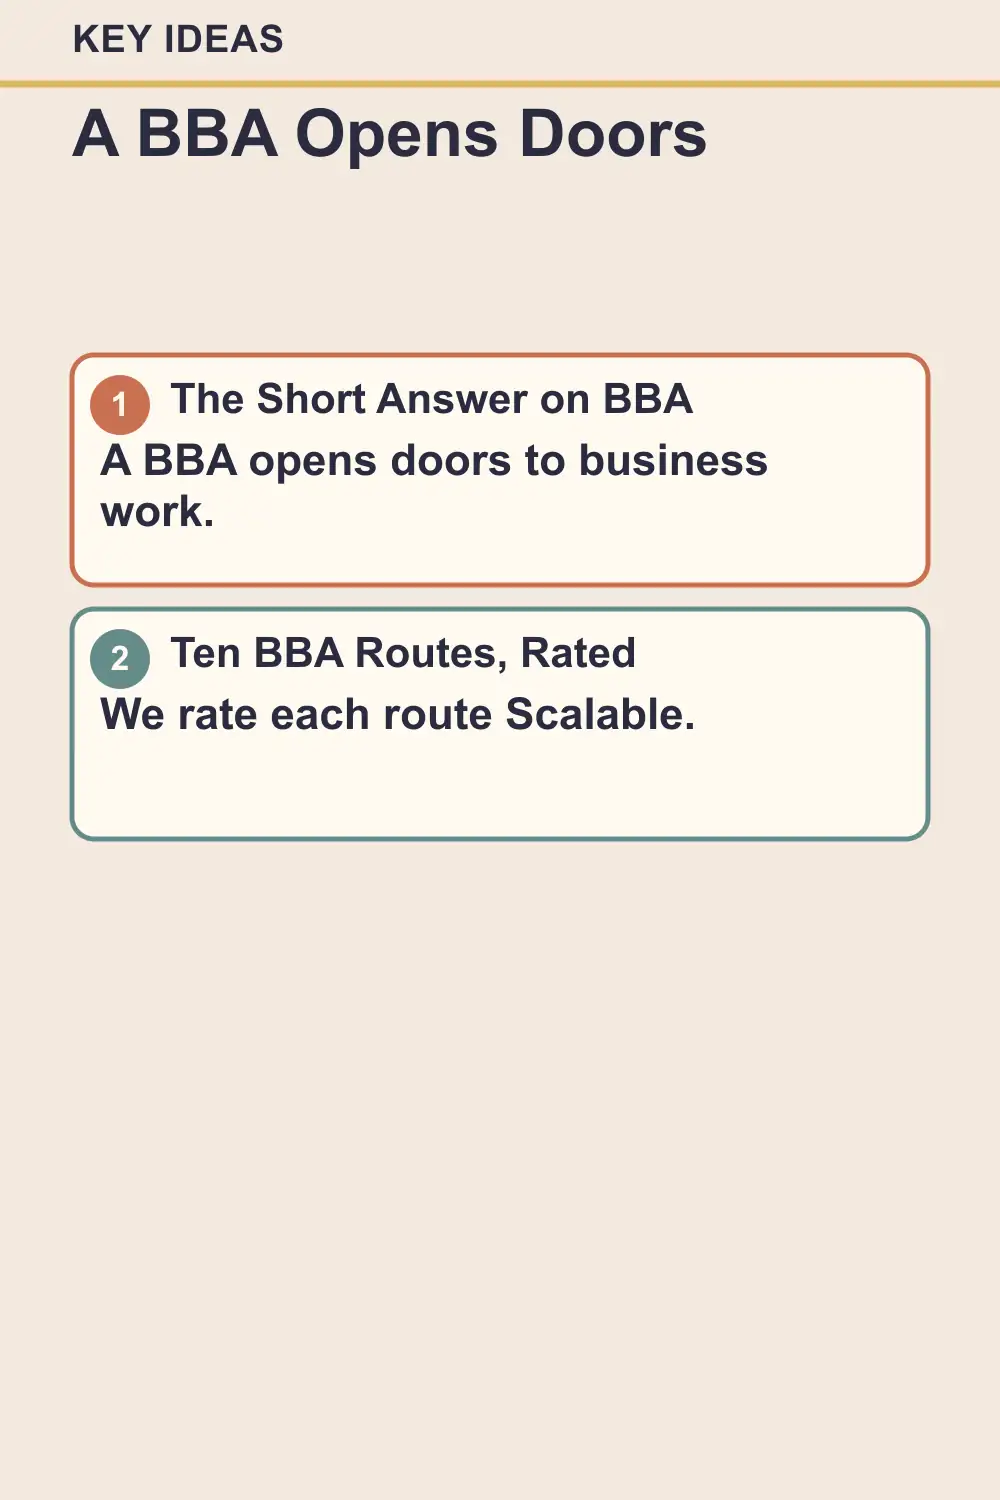 KEY IDEAS
A BBA Opens Doors
1 The Short Answer on BBA
A BBA opens doors to business
work.
2 Ten BBA Routes, Rated
We rate each route Scalable.